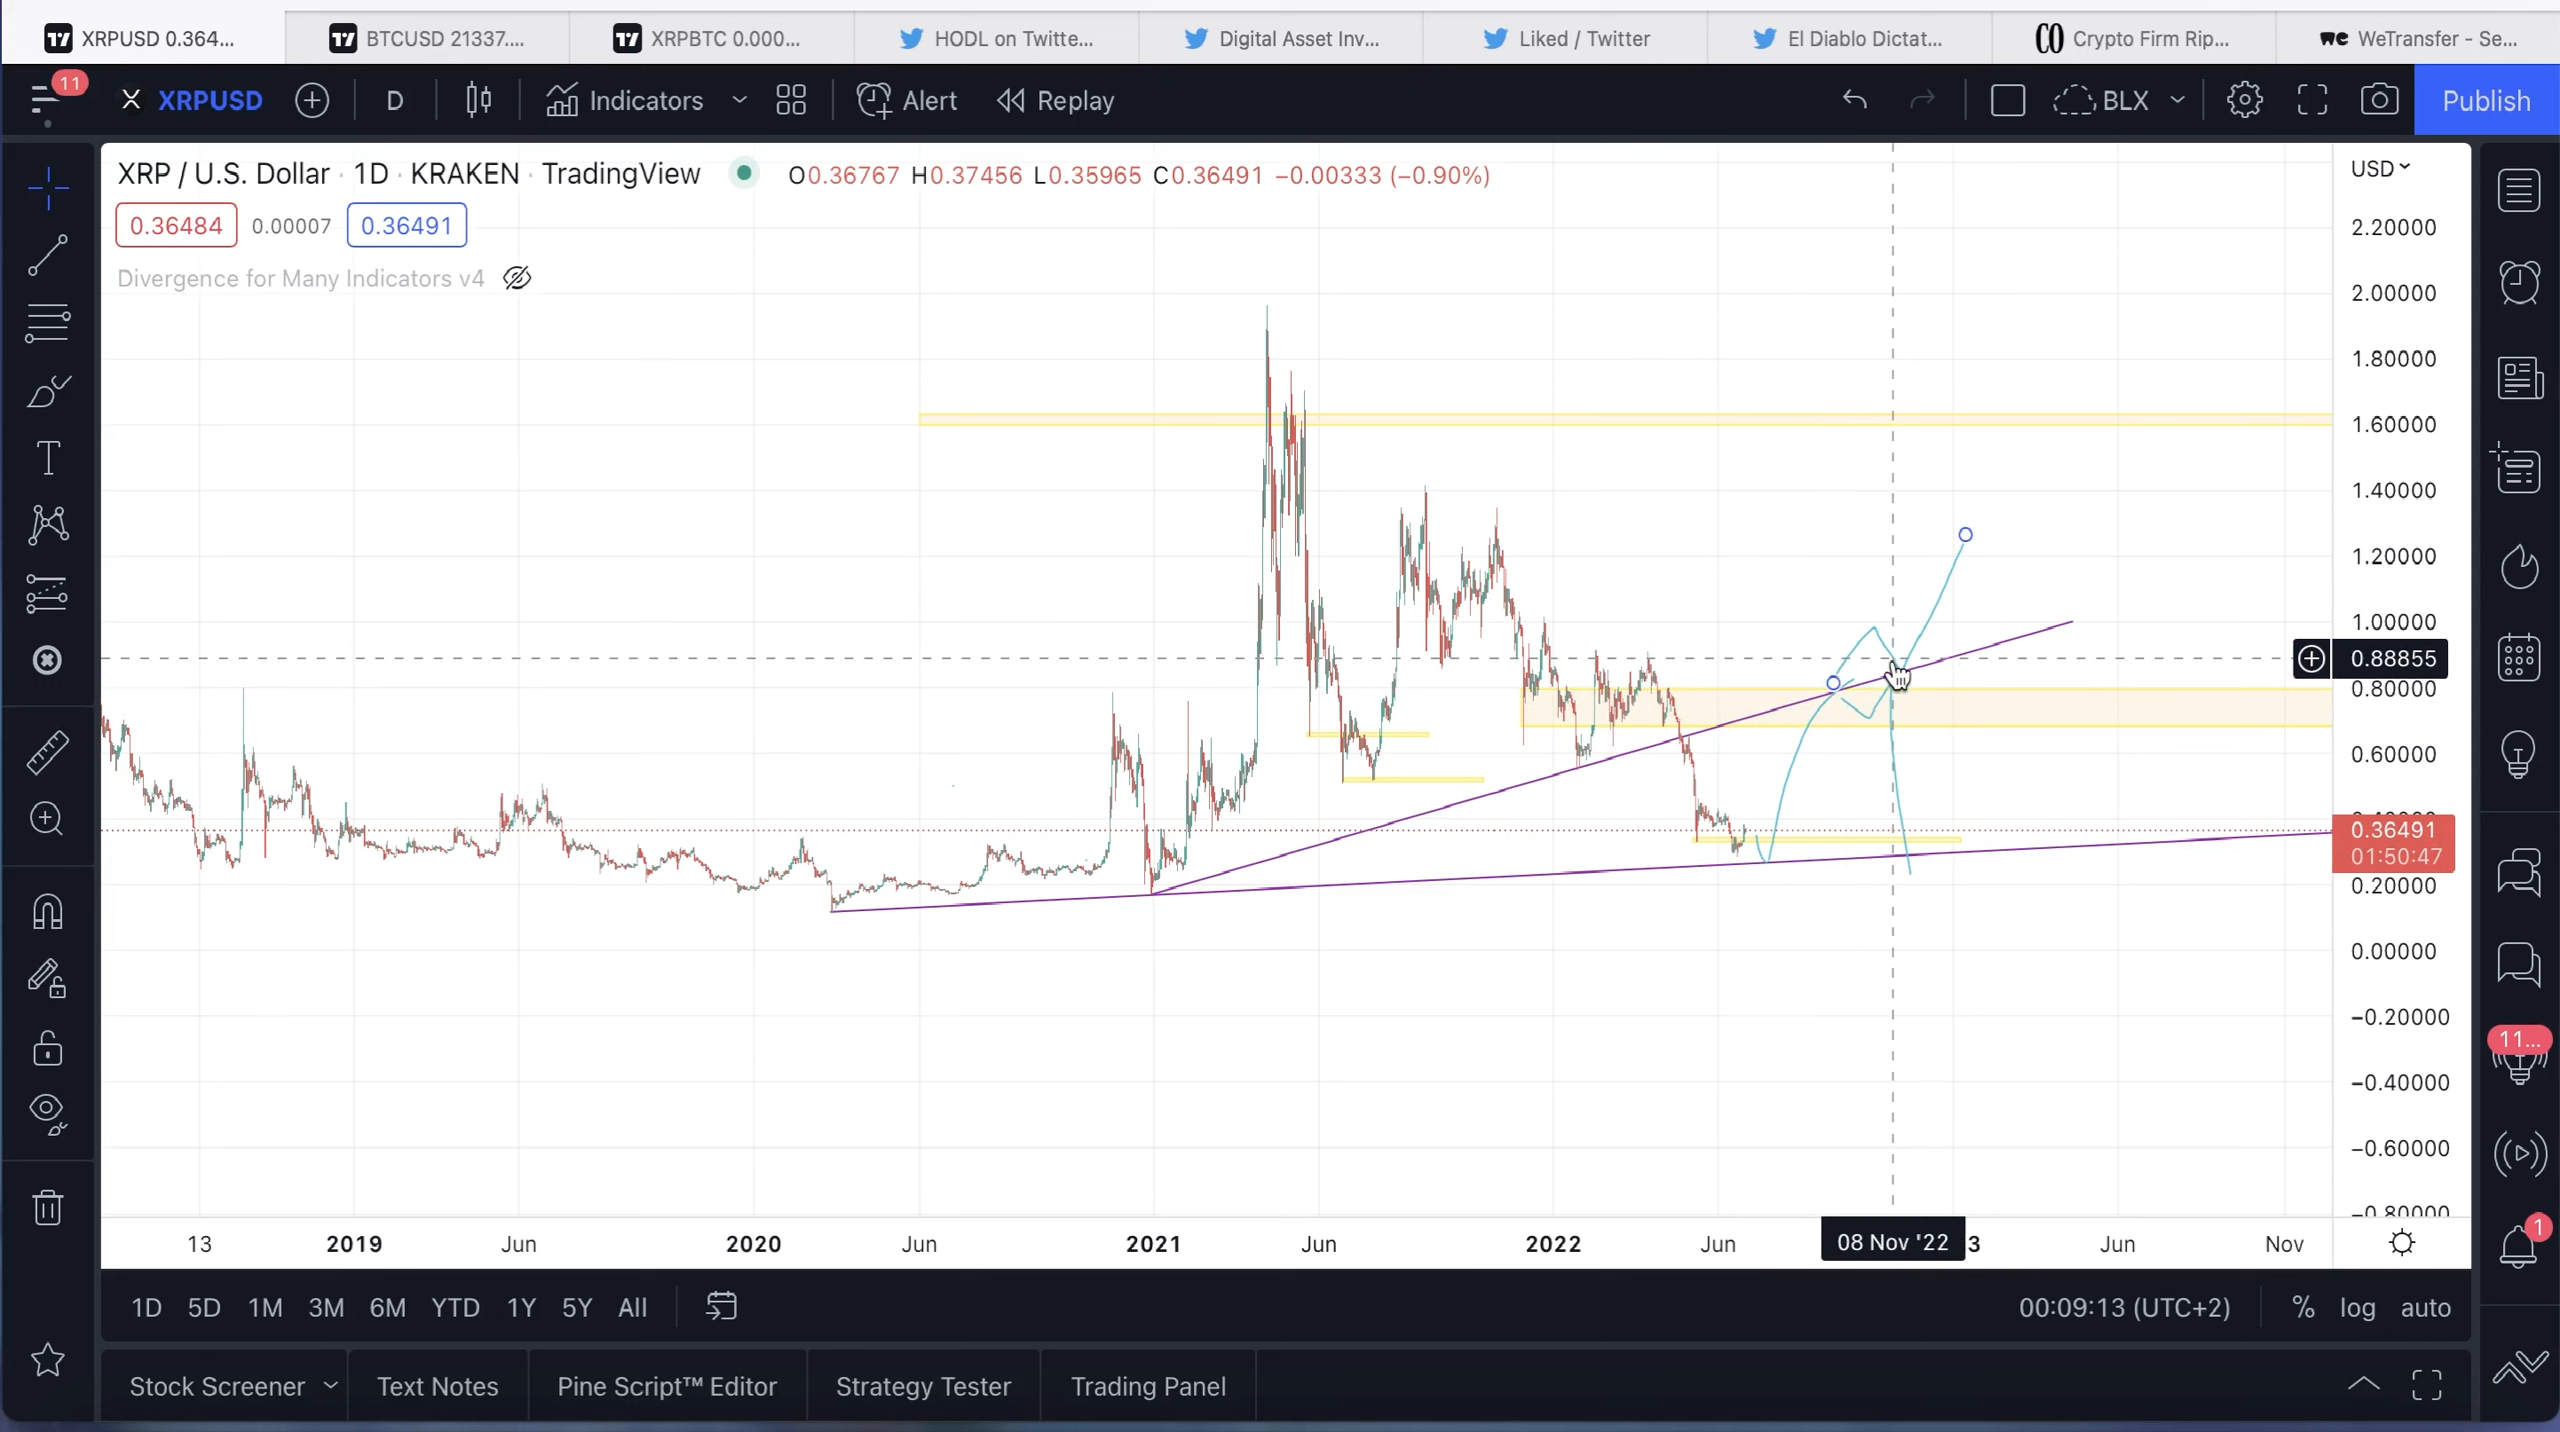 XRPUSD 0.364...
BTCUSD 21337....
XRPBTC 0.000...
HODL on Twitte...
Digital Asset Inv...
Liked / Twitter
El Diablo Dictat...
Crypto Firm Rip...
WeTransfer - Se...
11
XRPUSD
D
Indicators
Alert
Replay
BLX
Publish
XRP / U.S. Dollar · 1D · KRAKEN · TradingView
O0.36767 H0.37456 L0.35965 C0.36491 −0.00333 (−0.90%)
0.36484 0.00007 0.36491
Divergence for Many Indicators v4
USD
2.20000
2.00000
1.80000
1.60000
1.40000
1.20000
1.00000
0.88855
0.80000
0.60000
0.36491
01:50:47
0.20000
0.00000
−0.20000
−0.40000
−0.60000
−0.80000
13 2019 Jun 2020 Jun 2021 Jun 2022 Jun 08 Nov '22 3 Jun Nov
11...
1
1D 5D 1M 3M 6M YTD 1Y 5Y All
00:09:13 (UTC+2)
% log auto
Stock Screener
Text Notes
Pine Script™ Editor
Strategy Tester
Trading Panel